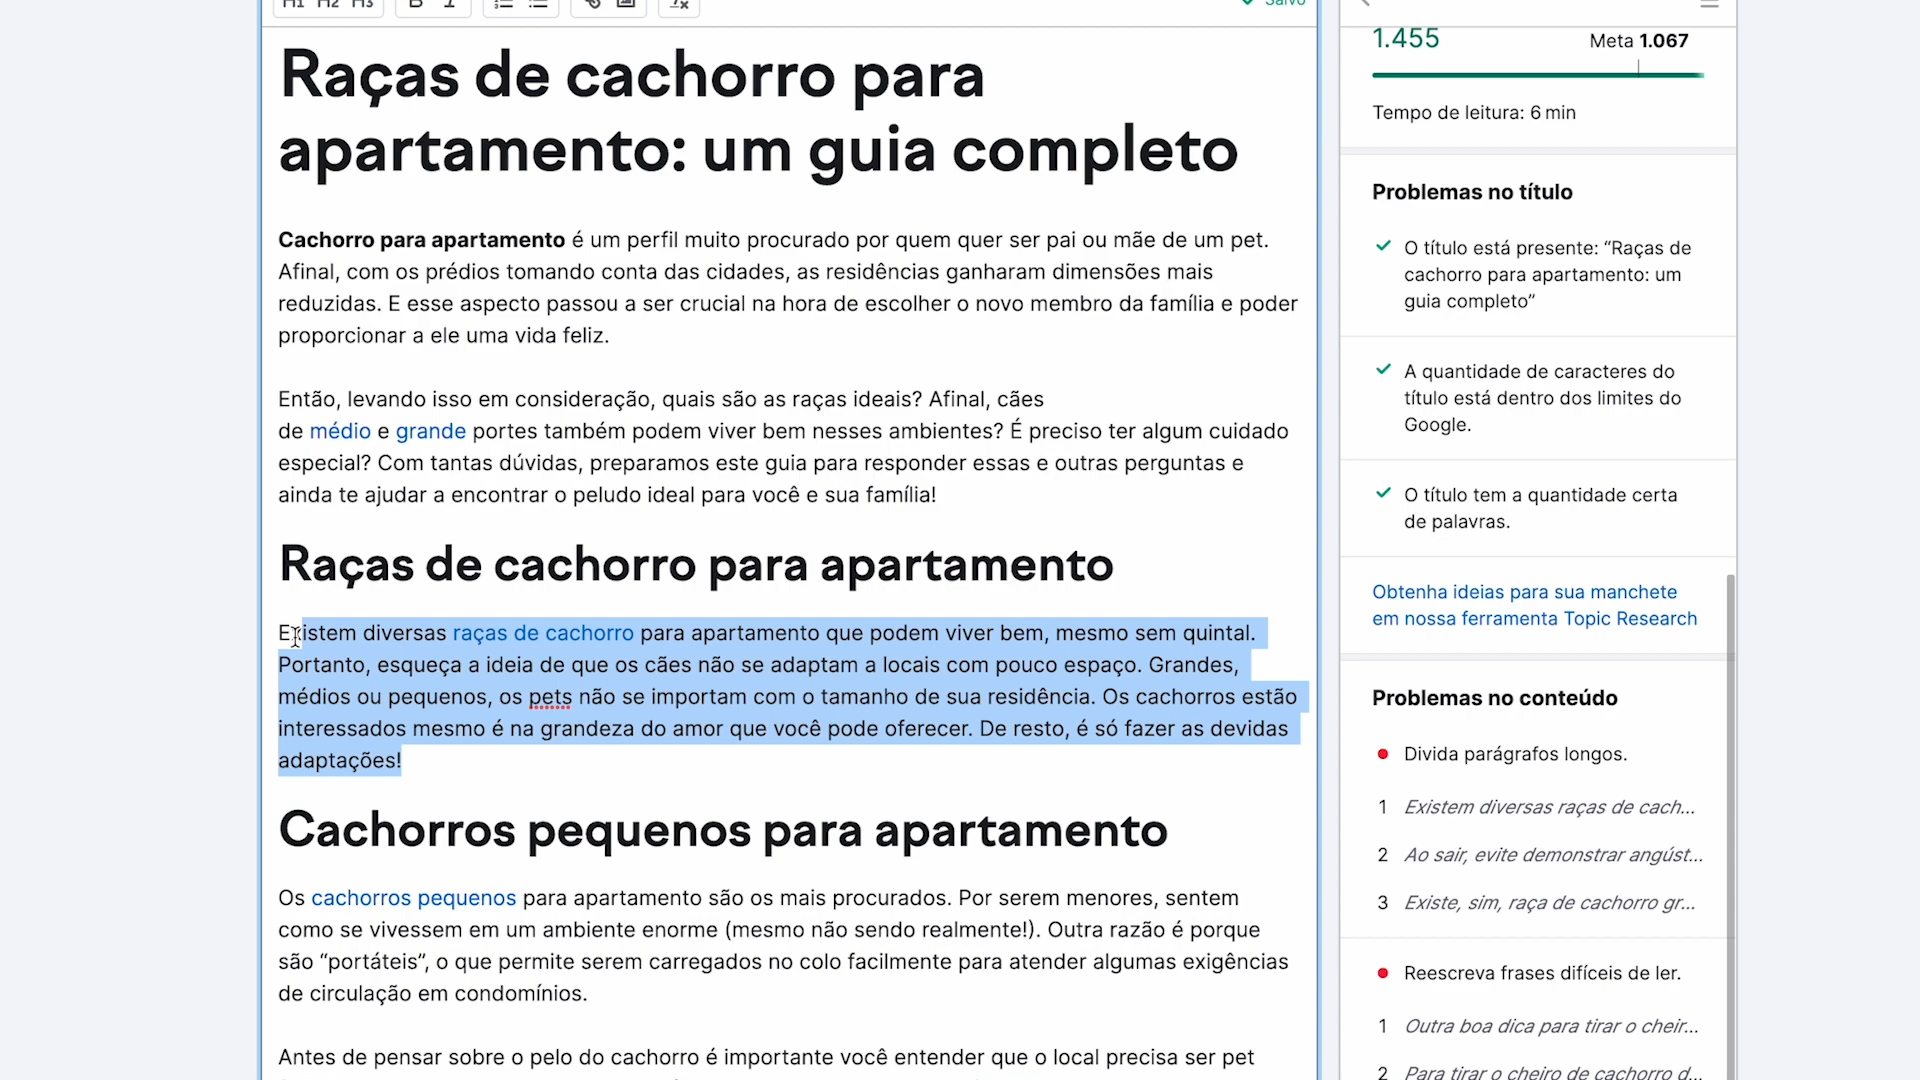 H1 H2 H3 B I
Salvo
Raças de cachorro para
apartamento: um guia completo
Cachorro para apartamento é um perfil muito procurado por quem quer ser pai ou mãe de um pet.
Afinal, com os prédios tomando conta das cidades, as residências ganharam dimensões mais
reduzidas. E esse aspecto passou a ser crucial na hora de escolher o novo membro da família e poder
proporcionar a ele uma vida feliz.
Então, levando isso em consideração, quais são as raças ideais? Afinal, cães
de médio e grande portes também podem viver bem nesses ambientes? É preciso ter algum cuidado
especial? Com tantas dúvidas, preparamos este guia para responder essas e outras perguntas e
ainda te ajudar a encontrar o peludo ideal para você e sua família!
Raças de cachorro para apartamento
Existem diversas raças de cachorro para apartamento que podem viver bem, mesmo sem quintal.
Portanto, esqueça a ideia de que os cães não se adaptam a locais com pouco espaço. Grandes,
médios ou pequenos, os pets não se importam com o tamanho de sua residência. Os cachorros estão
interessados mesmo é na grandeza do amor que você pode oferecer. De resto, é só fazer as devidas
adaptações!
Cachorros pequenos para apartamento
Os cachorros pequenos para apartamento são os mais procurados. Por serem menores, sentem
como se vivessem em um ambiente enorme (mesmo não sendo realmente!). Outra razão é porque
são “portáteis”, o que permite serem carregados no colo facilmente para atender algumas exigências
de circulação em condomínios.
Antes de pensar sobre o pelo do cachorro é importante você entender que o local precisa ser pet
1.455
Meta 1.067
Tempo de leitura: 6 min
Problemas no título
O título está presente: “Raças de
cachorro para apartamento: um
guia completo”
A quantidade de caracteres do
título está dentro dos limites do
Google.
O título tem a quantidade certa
de palavras.
Obtenha ideias para sua manchete
em nossa ferramenta Topic Research
Problemas no conteúdo
Divida parágrafos longos.
1 Existem diversas raças de cach...
2 Ao sair, evite demonstrar angúst...
3 Existe, sim, raça de cachorro gr...
Reescreva frases difíceis de ler.
1 Outra boa dica para tirar o cheir...
2 Para tirar o cheiro de cachorro d...